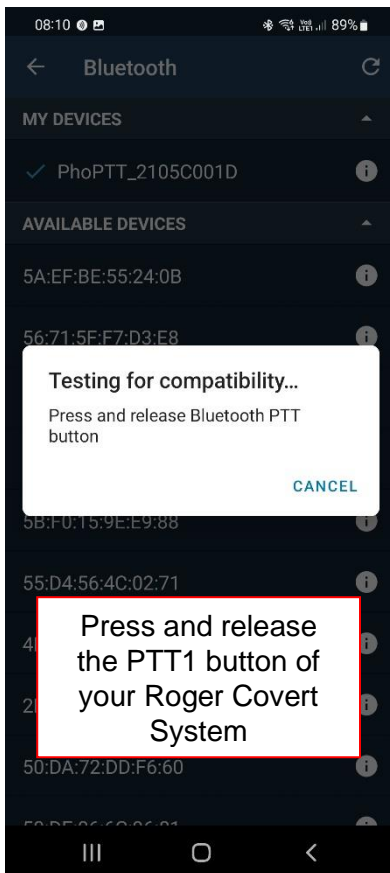 08:10 89%
Bluetooth
MY DEVICES
PhoPTT_2105C001D
AVAILABLE DEVICES
5A:EF:BE:55:24:0B
56:71:5F:F7:D3:E8
Testing for compatibility...
Press and release Bluetooth PTT
button
CANCEL
5B:F0:15:9E:E9:88
55:D4:56:4C:02:71
Press and release
the PTT1 button of
your Roger Covert
System
50:DA:72:DD:F6:60